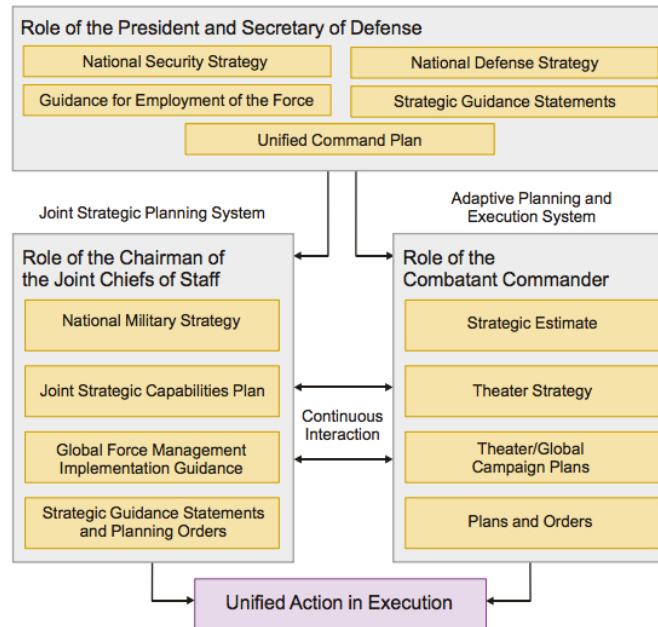 Role of the President and Secretary of Defense
National Security Strategy
National Defense Strategy
Guidance for Employment of the Force
Strategic Guidance Statements
Unified Command Plan
Joint Strategic Planning System
Adaptive Planning and
Execution System
Role of the Chairman of
the Joint Chiefs of Staff
National Military Strategy
Joint Strategic Capabilities Plan
Global Force Management
Implementation Guidance
Strategic Guidance Statements
and Planning Orders
Continuous
Interaction
Role of the
Combatant Commander
Strategic Estimate
Theater Strategy
Theater/Global
Campaign Plans
Plans and Orders
Unified Action in Execution